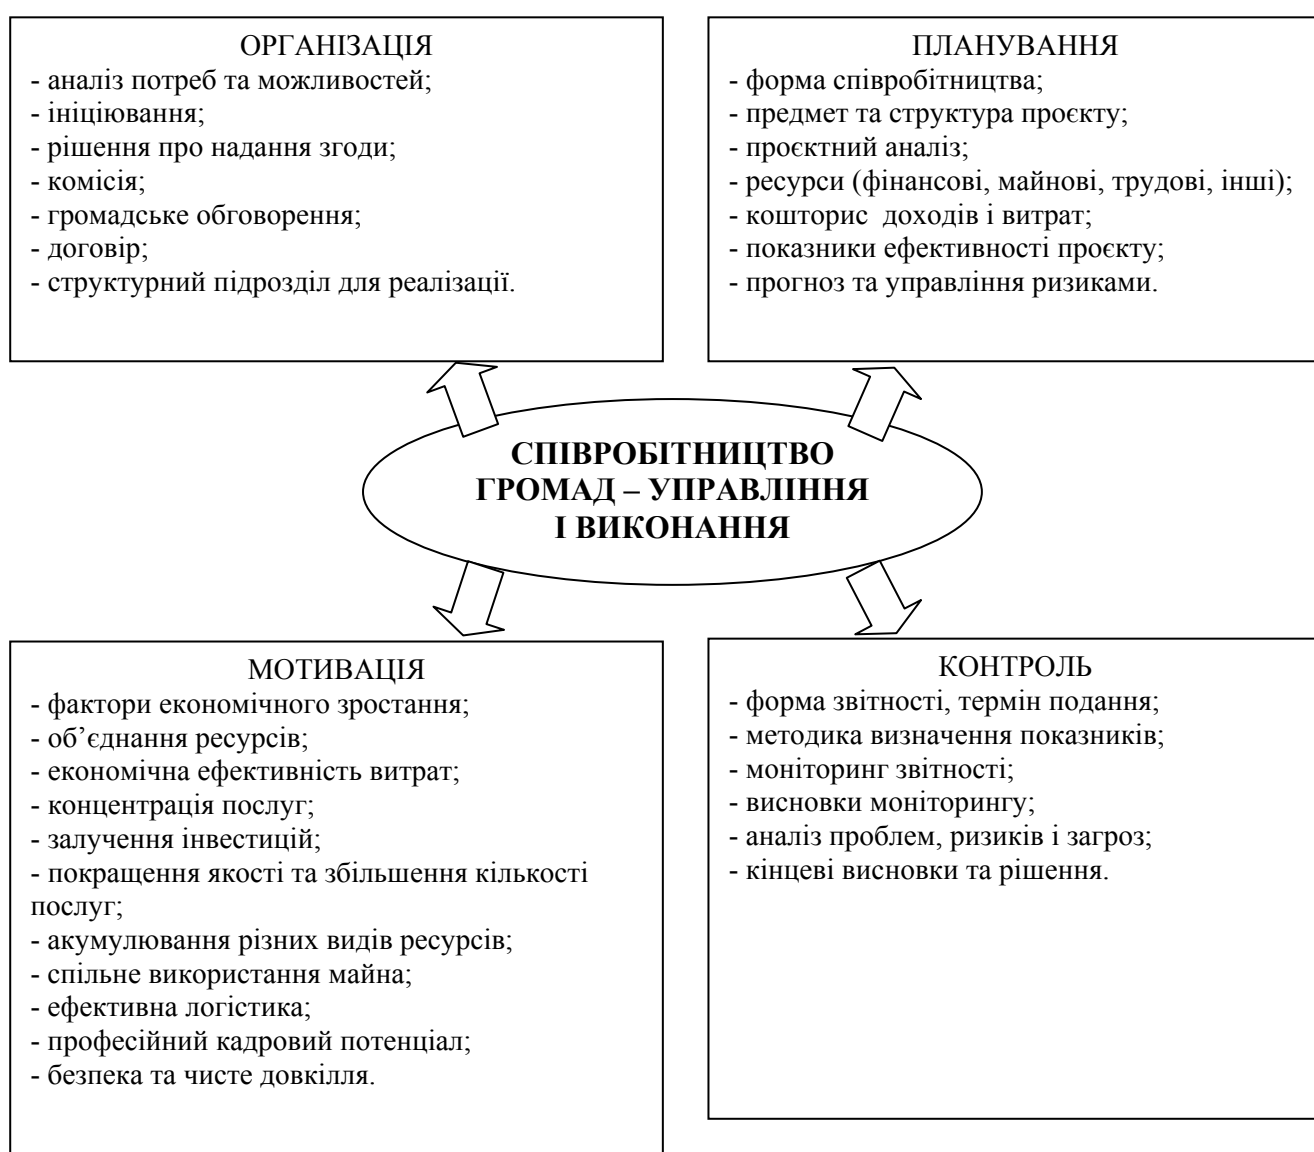 ОРГАНІЗАЦІЯ
- аналіз потреб та можливостей;
- ініціювання;
- рішення про надання згоди;
- комісія;
- громадське обговорення;
- договір;
- структурний підрозділ для реалізації.
ПЛАНУВАННЯ
- форма співробітництва;
- предмет та структура проєкту;
- проєктний аналіз;
- ресурси (фінансові, майнові, трудові, інші);
- кошторис доходів і витрат;
- показники ефективності проєкту;
- прогноз та управління ризиками.
СПІВРОБІТНИЦТВО
ГРОМАД – УПРАВЛІННЯ
І ВИКОНАННЯ
МОТИВАЦІЯ
- фактори економічного зростання;
- об’єднання ресурсів;
- економічна ефективність витрат;
- концентрація послуг;
- залучення інвестицій;
- покращення якості та збільшення кількості
послуг;
- акумулювання різних видів ресурсів;
- спільне використання майна;
- ефективна логістика;
- професійний кадровий потенціал;
- безпека та чисте довкілля.
КОНТРОЛЬ
- форма звітності, термін подання;
- методика визначення показників;
- моніторинг звітності;
- висновки моніторингу;
- аналіз проблем, ризиків і загроз;
- кінцеві висновки та рішення.